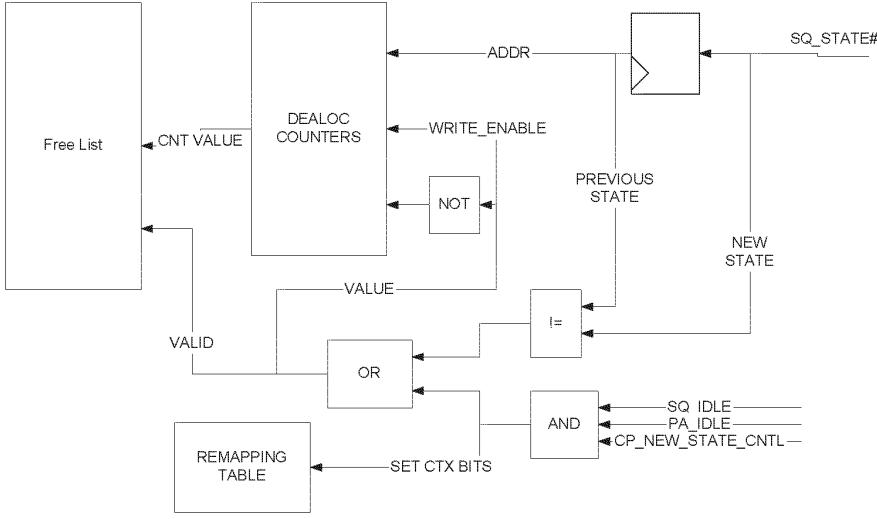 SQ_STATE#
ADDR
DEALOC
COUNTERS
WRITE_ENABLE
Free List
CNT VALUE
PREVIOUS
STATE
NOT
NEW
STATE
VALUE
!=
VALID
OR
SQ_IDLE
AND
PA_IDLE
CP_NEW_STATE_CNTL
REMAPPING
TABLE
SET CTX BITS